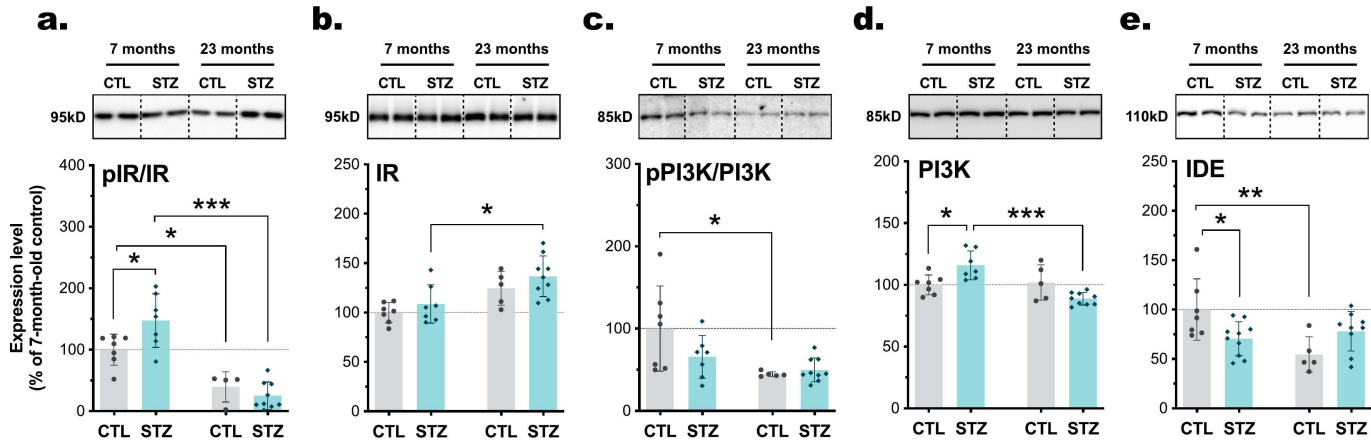 a.
7 months 23 months
CTL STZ CTL STZ
95kD
pIR/IR
Expression level
(% of 7-month-old control)
400
300
200
100
0
***
*
*
CTL STZ CTL STZ
b.
7 months 23 months
CTL STZ CTL STZ
95kD
IR
250
200
150
100
50
0
*
CTL STZ CTL STZ
c.
7 months 23 months
CTL STZ CTL STZ
85kD
pPI3K/PI3K
300
200
100
0
*
CTL STZ CTL STZ
d.
7 months 23 months
CTL STZ CTL STZ
85kD
PI3K
200
150
100
50
0
* ***
CTL STZ CTL STZ
e.
7 months 23 months
CTL STZ CTL STZ
110kD
IDE
250
200
150
100
50
0
**
*
CTL STZ CTL STZ